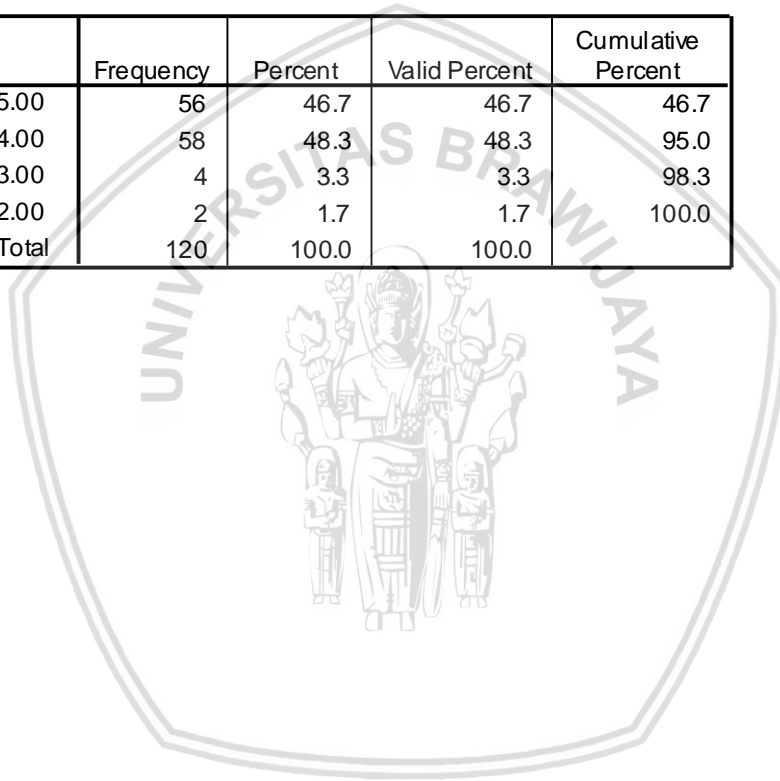 Cumulative
Frequency Percent Valid Percent Percent
5.00 56 46.7 46.7 46.7
4.00 58 48.3 48.3 95.0
3.00 4 3.3 3.3 98.3
2.00 2 1.7 1.7 100.0
Total 120 100.0 100.0
UNIVERSITAS BRAWIJAYA